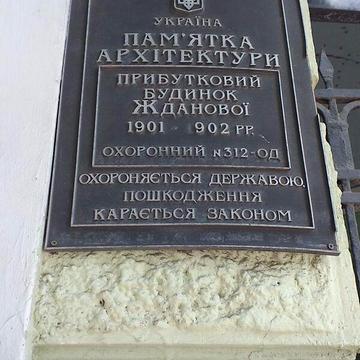 УКРАЇНА
ПАМ'ЯТКА
АРХІТЕКТУРИ
ПРИБУТКОВИЙ
БУДИНОК
ЖДАНОВОЇ
1901 - 902 РР.
ОХОРОННИЙ №312-ОД
ОХОРОНЯЄТЬСЯ ДЕРЖАВОЮ,
ПОШКОДЖЕННЯ
КАРАЄТЬСЯ ЗАКОНОМ